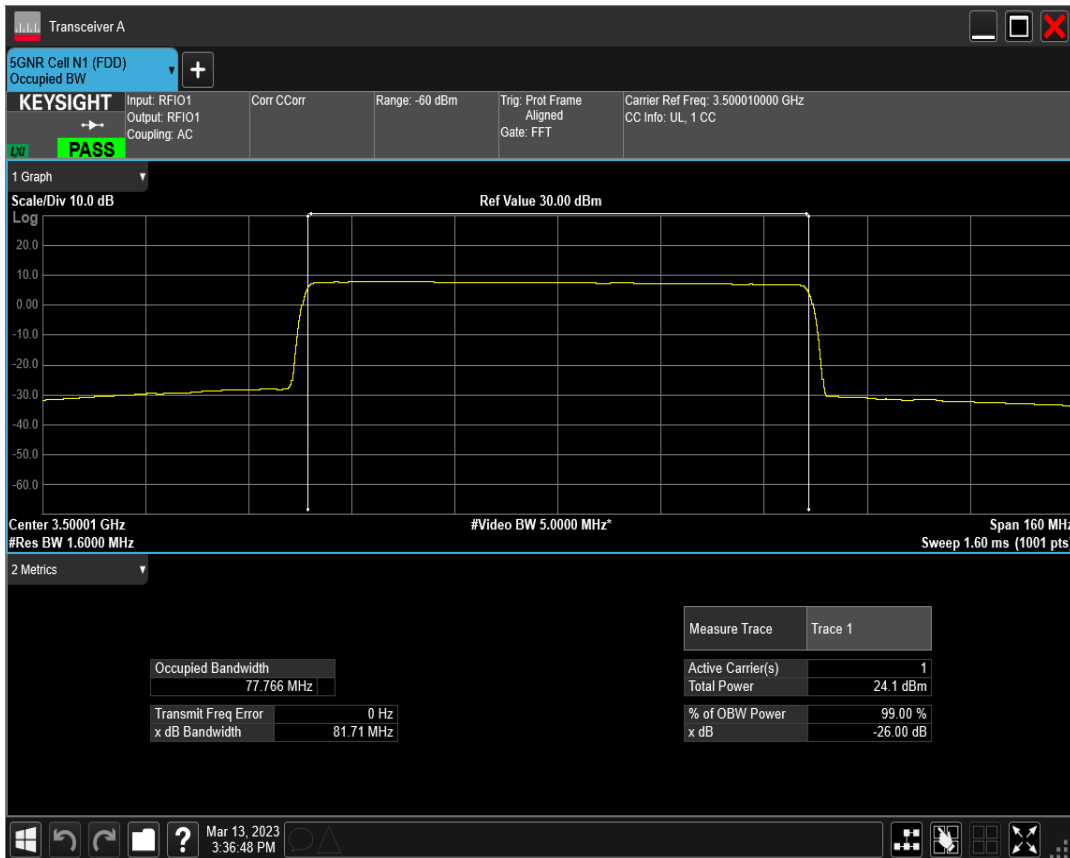 Transceiver A
5GNR Cell N1 (FDD)
Occupied BW
+
KEYSIGHT
LXI
PASS
Input: RFIO1
Output: RFIO1
Coupling: AC
Corr CCorr
Range: -60 dBm
Trig: Prot Frame
Aligned
Gate: FFT
Carrier Ref Freq: 3.500010000 GHz
CC Info: UL, 1 CC
1 Graph
Scale/Div 10.0 dB
Ref Value 30.00 dBm
Log
20.0
10.0
0.00
-10.0
-20.0
-30.0
-40.0
-50.0
-60.0
Center 3.50001 GHz
#Video BW 5.0000 MHz*
Span 160 MHz
#Res BW 1.6000 MHz
Sweep 1.60 ms (1001 pts)
2 Metrics
Measure Trace Trace 1
Occupied Bandwidth
77.766 MHz
Transmit Freq Error 0 Hz
x dB Bandwidth 81.71 MHz
Active Carrier(s) 1
Total Power 24.1 dBm
% of OBW Power 99.00 %
x dB -26.00 dB
?
Mar 13, 2023
3:36:48 PM